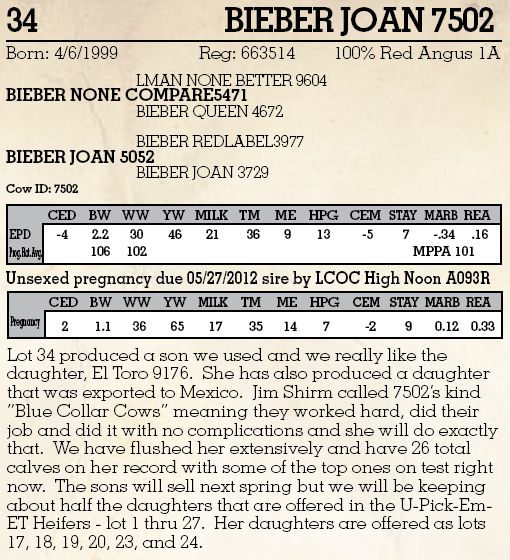 34 BIEBER JOAN 7502
Born: 4/6/1999 Reg: 663514 100% Red Angus 1A
LMAN NONE BETTER 9604
BIEBER NONE COMPARE5471
BIEBER QUEEN 4672
BIEBER REDLABEL3977
BIEBER JOAN 5052
BIEBER JOAN 3729
Cow ID: 7502
CED BW WW YW MILK TM ME HPG CEM STAY MARB REA
EPD -4 2.2 30 46 21 36 9 13 -5 7 -.34 .16
Prog.Rat.Avg. 106 102 MPPA 101
Unsexed pregnancy due 05/27/2012 sire by LCOC High Noon A093R
CED BW WW YW MILK TM ME HPG CEM STAY MARB REA
Pregnancy 2 1.1 36 65 17 35 14 7 -2 9 0.12 0.33
Lot 34 produced a son we used and we really like the
daughter, El Toro 9176. She has also produced a daughter
that was exported to Mexico. Jim Shirm called 7502's kind
"Blue Collar Cows" meaning they worked hard, did their
job and did it with no complications and she will do exactly
that. We have flushed her extensively and have 26 total
calves on her record with some of the top ones on test right
now. The sons will sell next spring but we will be keeping
about half the daughters that are offered in the U-Pick-Em-
ET Heifers - lot 1 thru 27. Her daughters are offered as lots
17, 18, 19, 20, 23, and 24.